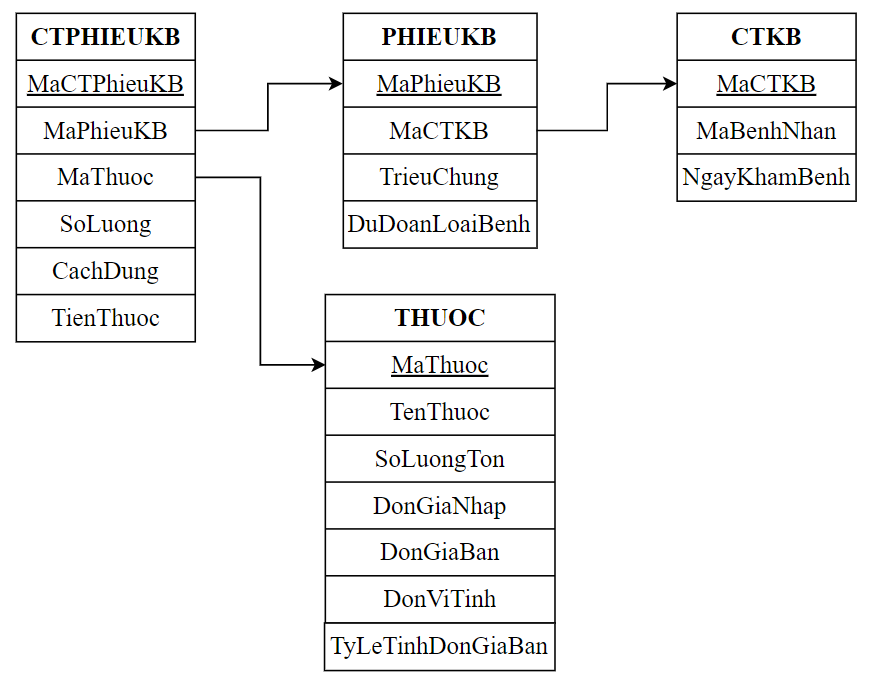 CTPHIEUKB
MaCTPhieuKB
MaPhieuKB
MaThuoc
SoLuong
CachDung
TienThuoc
PHIEUKB
MaPhieuKB
MaCTKB
TrieuChung
DuDoanLoaiBenh
CTKB
MaCTKB
MaBenhNhan
NgayKhamBenh
THUOC
MaThuoc
TenThuoc
SoLuongTon
DonGiaNhap
DonGiaBan
DonViTinh
TyLeTinhDonGiaBan